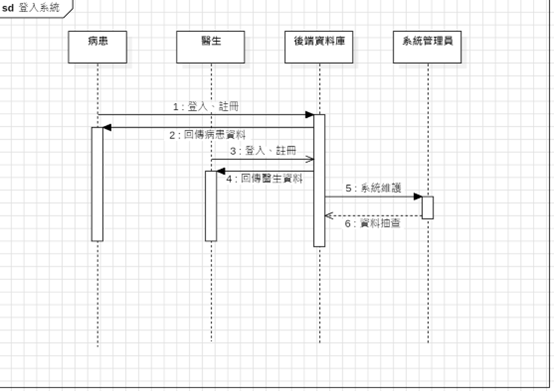 sd 登入系統
病患
醫生
後端資料庫
系統管理員
1 : 登入、註冊
2 : 回傳病患資料
3 : 登入、註冊
4 : 回傳醫生資料
5 : 系統維護
6 : 資料抽查